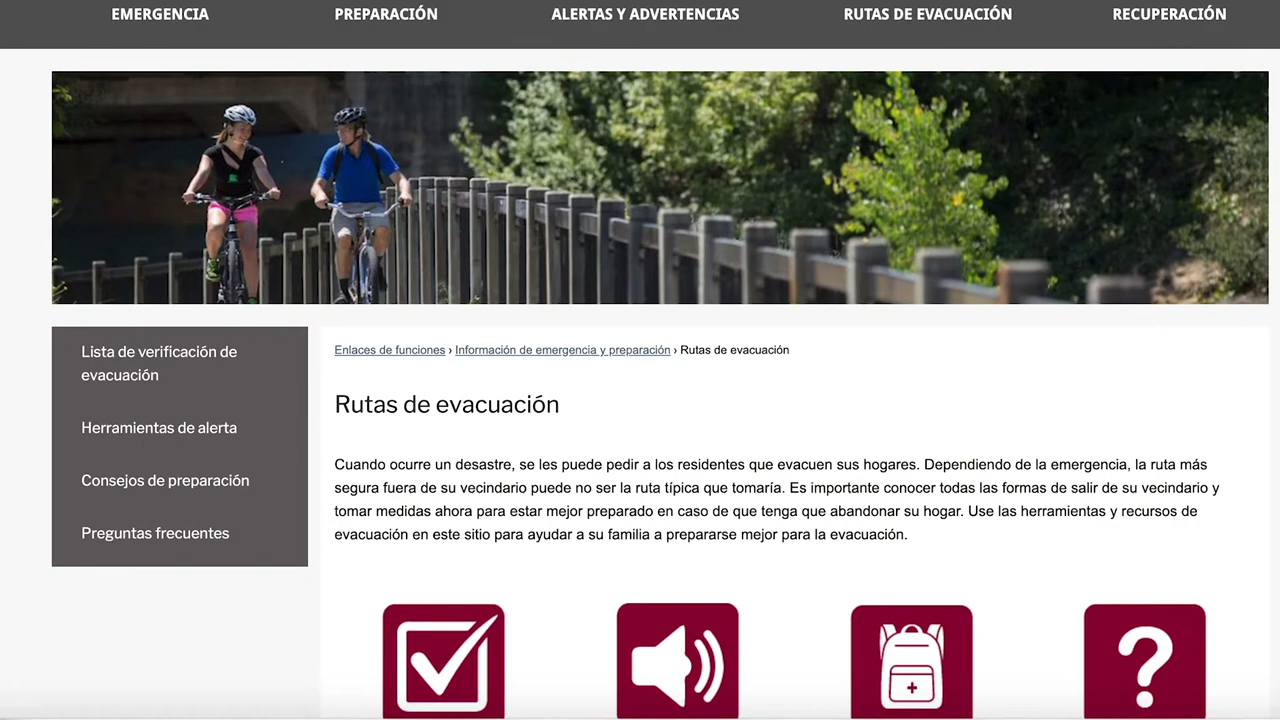 EMERGENCIA PREPARACIÓN ALERTAS Y ADVERTENCIAS RUTAS DE EVACUACIÓN RECUPERACIÓN
Lista de verificación de
evacuación
Herramientas de alerta
Consejos de preparación
Preguntas frecuentes
Enlaces de funciones › Información de emergencia y preparación › Rutas de evacuación
Rutas de evacuación
Cuando ocurre un desastre, se les puede pedir a los residentes que evacuen sus hogares. Dependiendo de la emergencia, la ruta más
segura fuera de su vecindario puede no ser la ruta típica que tomaría. Es importante conocer todas las formas de salir de su vecindario y
tomar medidas ahora para estar mejor preparado en caso de que tenga que abandonar su hogar. Use las herramientas y recursos de
evacuación en este sitio para ayudar a su familia a prepararse mejor para la evacuación.